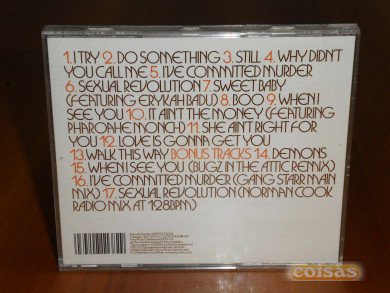 1. I TRY 2. DO SOMETHING 3. STILL 4. WHY DIDN'T
YOU CALL ME 5. I'VE COMMITTED MURDER
6. SEXUAL REVOLUTION 7. SWEET BABY
(FEATURING ERYKAH BADU) 8. BOO 9. WHEN I
SEE YOU 10. IT AIN'T THE MONEY (FEATURING
PHAROAHE MONCH) 11. SHE AIN'T RIGHT FOR
YOU 12. LOVE IS GONNA GET YOU
13. WALK THIS WAY BONUS TRACKS 14. DEMONS
15. WHEN I SEE YOU (BUGZ IN THE ATTIC REMIX)
16. I'VE COMMITTED MURDER (GANG STARR MAIN
MIX) 17. SEXUAL REVOLUTION (NORMAN COOK
RADIO MIX AT 128BPM)
coisas